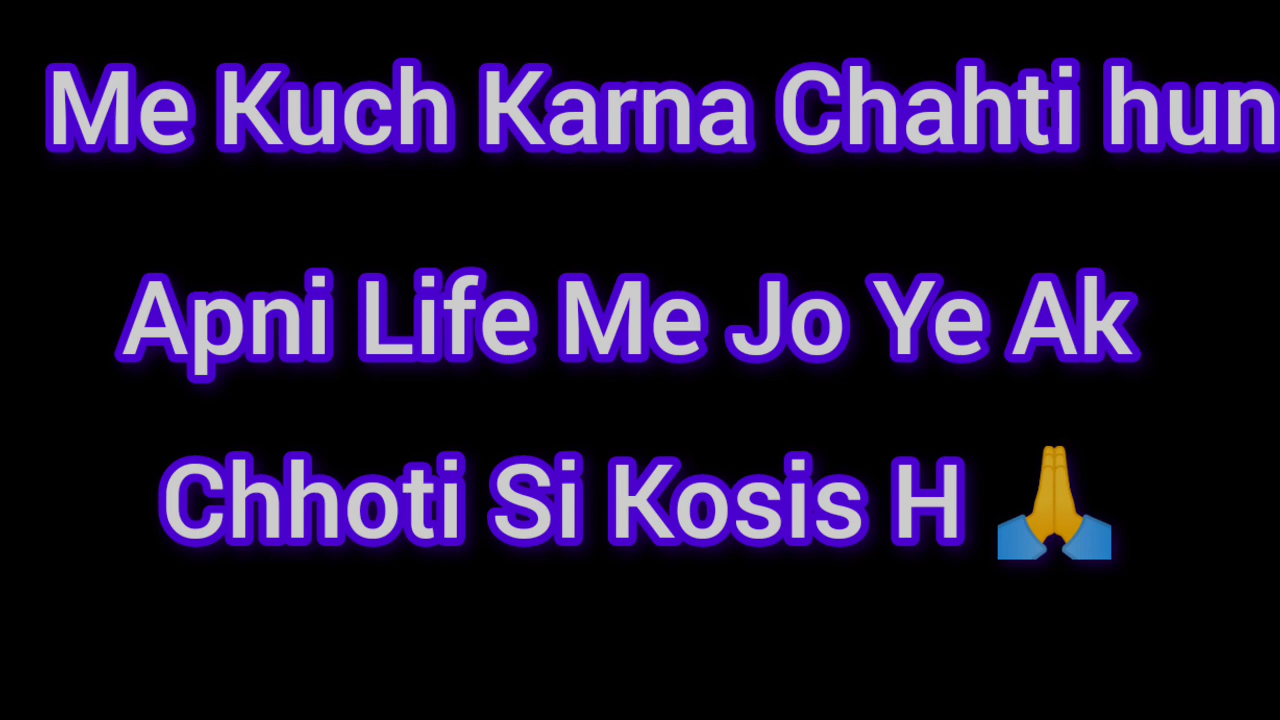 Me Kuch Karna Chahti hun
Apni Life Me Jo Ye Ak
Chhoti Si Kosis H 🙏